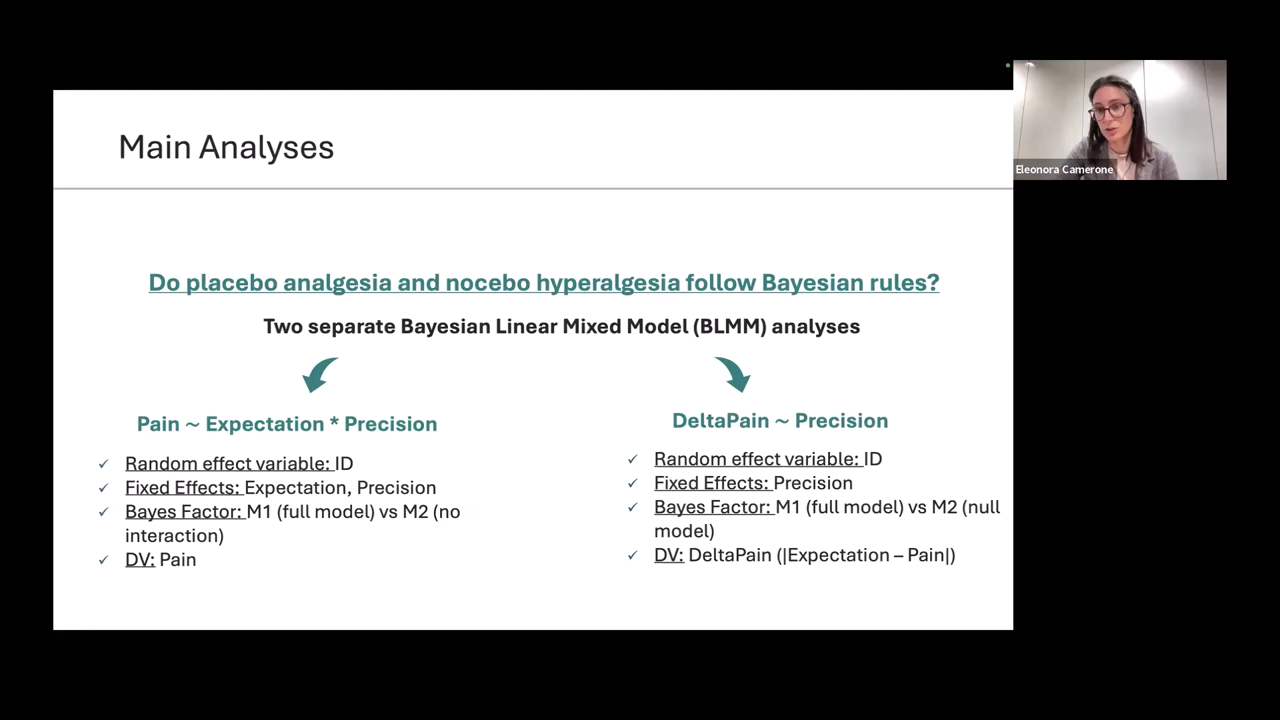 Main Analyses
Eleonora Camerone
Do placebo analgesia and nocebo hyperalgesia follow Bayesian rules?
Two separate Bayesian Linear Mixed Model (BLMM) analyses
Pain ~ Expectation * Precision
✓ Random effect variable: ID
✓ Fixed Effects: Expectation, Precision
✓ Bayes Factor: M1 (full model) vs M2 (no
interaction)
✓ DV: Pain
DeltaPain ~ Precision
✓ Random effect variable: ID
✓ Fixed Effects: Precision
✓ Bayes Factor: M1 (full model) vs M2 (null
model)
✓ DV: DeltaPain (|Expectation – Pain|)